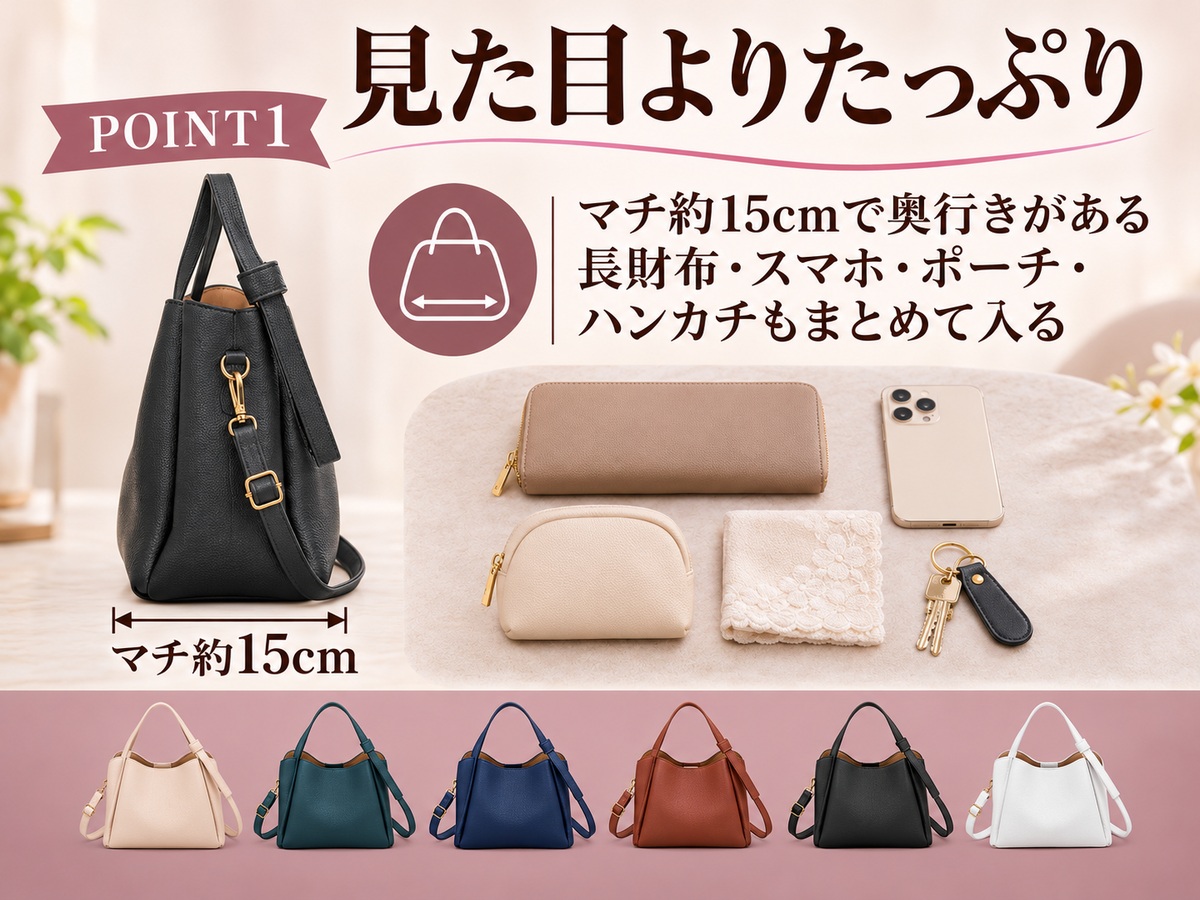 POINT1
見た目よりたっぷり
マチ約15cmで奥行きがある
長財布・スマホ・ポーチ・
ハンカチもまとめて入る
マチ約15cm